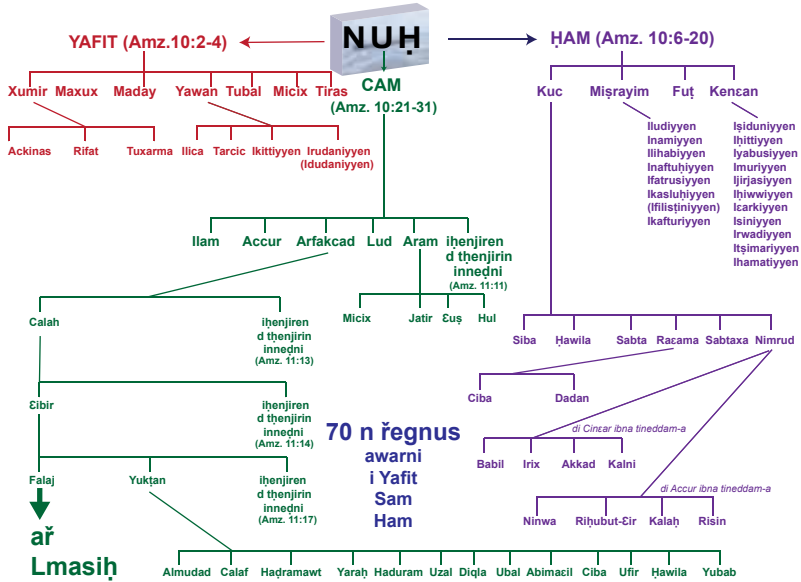 NUḤ
YAFIT (Amz.10:2-4)
ḤAM (Amz. 10:6-20)
CAM
(Amz. 10:21-31)
Xumir Maxux Maday Yawan Tubal Micix Tiras
Ackinas Rifat Tuxarma
Ilica Tarcic Ikittiyyen Irudaniyyen
(Idudaniyyen)
Kuc Miṣrayim Fuṭ Kenɛan
Iludiyyen
Inamiyyen
Ilihabiyyen
Inaftuḥiyyen
Ifatrusiyyen
Ikasluḥiyyen
(Ifilisṭiniyyen)
Ikafturiyyen
Iṣiduniyyen
Iḥittiyyen
Iyabusiyyen
Imuriyyen
Ijirjasiyyen
Iḥiwwiyyen
Iɛarkiyyen
Isiniyyen
Irwadiyyen
Itṣimariyyen
Ihamatiyyen
Ilam Accur Arfakcad Lud Aram iḥenjiren
d tḥenjirin
inneḍni
(Amz. 11:11)
Micix Jatir Ɛuṣ Hul
Calah
iḥenjiren
d tḥenjirin
inneḍni
(Amz. 11:13)
Ɛibir
iḥenjiren
d tḥenjirin
inneḍni
(Amz. 11:14)
Falaj Yukṭan
iḥenjiren
d tḥenjirin
inneḍni
(Amz. 11:17)
ař
Lmasiḥ
Almudad Calaf Haḍramawt Yaraḥ Haduram Uzal Diqla Ubal Abimaɛil Ciba Ufir Ḥawila Yubab
70 n řegnus
awarni
i Yafit
Sam
Ham
Siba Ḥawila Sabta Raɛama Sabtaxa Nimrud
Ciba Dadan
di Cinɛar ibna tineddam-a
Babil Irix Akkad Kalni
di Accur ibna tineddam-a
Ninwa Riḥubut-Ɛir Kalaḥ Risin